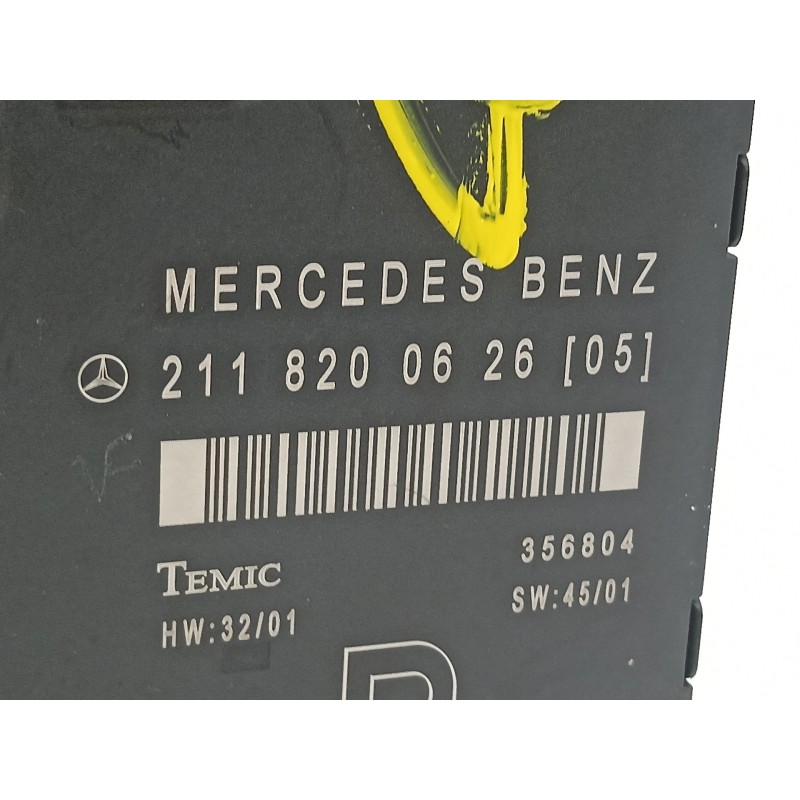 MERCEDES BENZ
211 820 06 26 [05]
356804
TEMIC
SW:45/01
HW:32/01